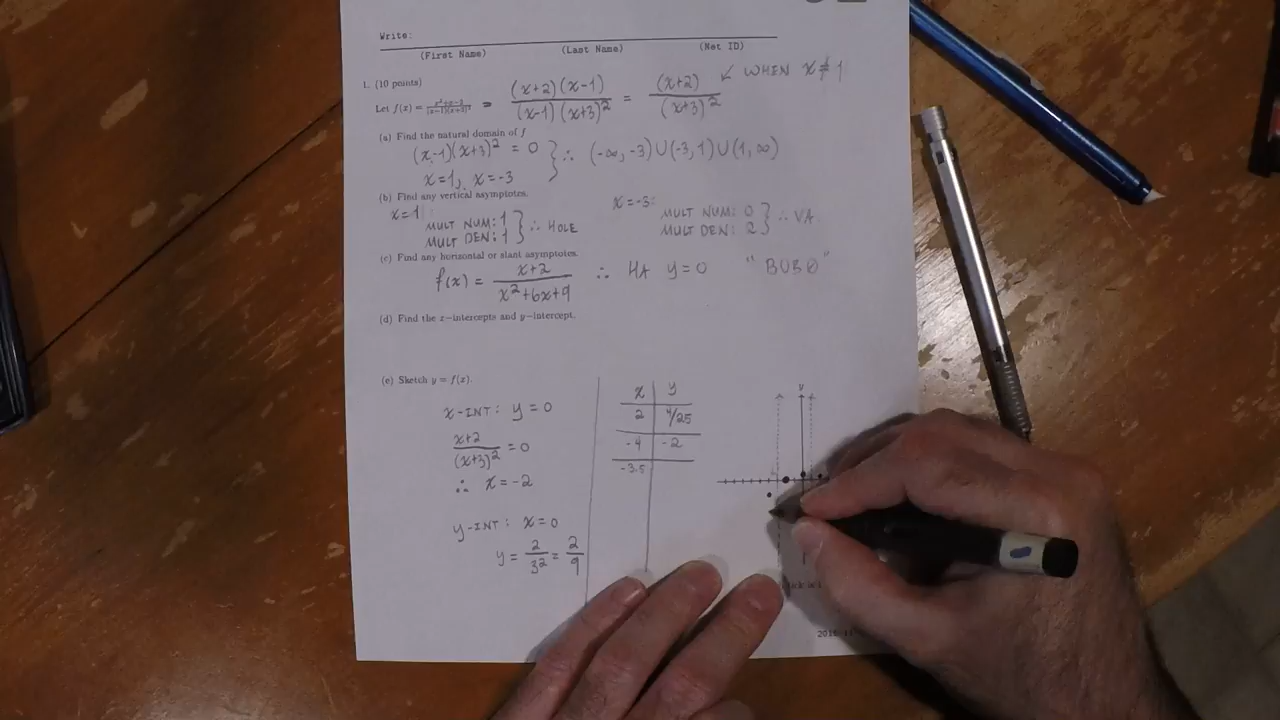 Write:
(First Name) (Last Name) (Net ID)
1. (10 points)
Let f(x) = = (x+2)(x-1) / (x-1)(x+3)² = (x+2) / (x+3)² ↙ WHEN x ≠ 1
(a) Find the natural domain of f
(x-1)(x+3)² = 0 } ∴ (-∞,-3)∪(-3,1)∪(1,∞)
x=1, x=-3
(b) Find any vertical asymptotes.
x=1:
MULT NUM: 1
MULT DEN: 1 } ∴ HOLE
x=-3:
MULT NUM: 0
MULT DEN: 2 } ∴ VA
(c) Find any horizontal or slant asymptotes.
f(x) = x+2 / x²+6x+9 ∴ HA y=0 "BOB0"
(d) Find the x-intercepts and y-intercept.
(e) Sketch y = f(x).
x-INT: y=0
x+2 / (x+3)² = 0
∴ x=-2
y-INT: x=0
y = 2/3² = 2/9
x y
2 4/25
-4 -2
-3.5